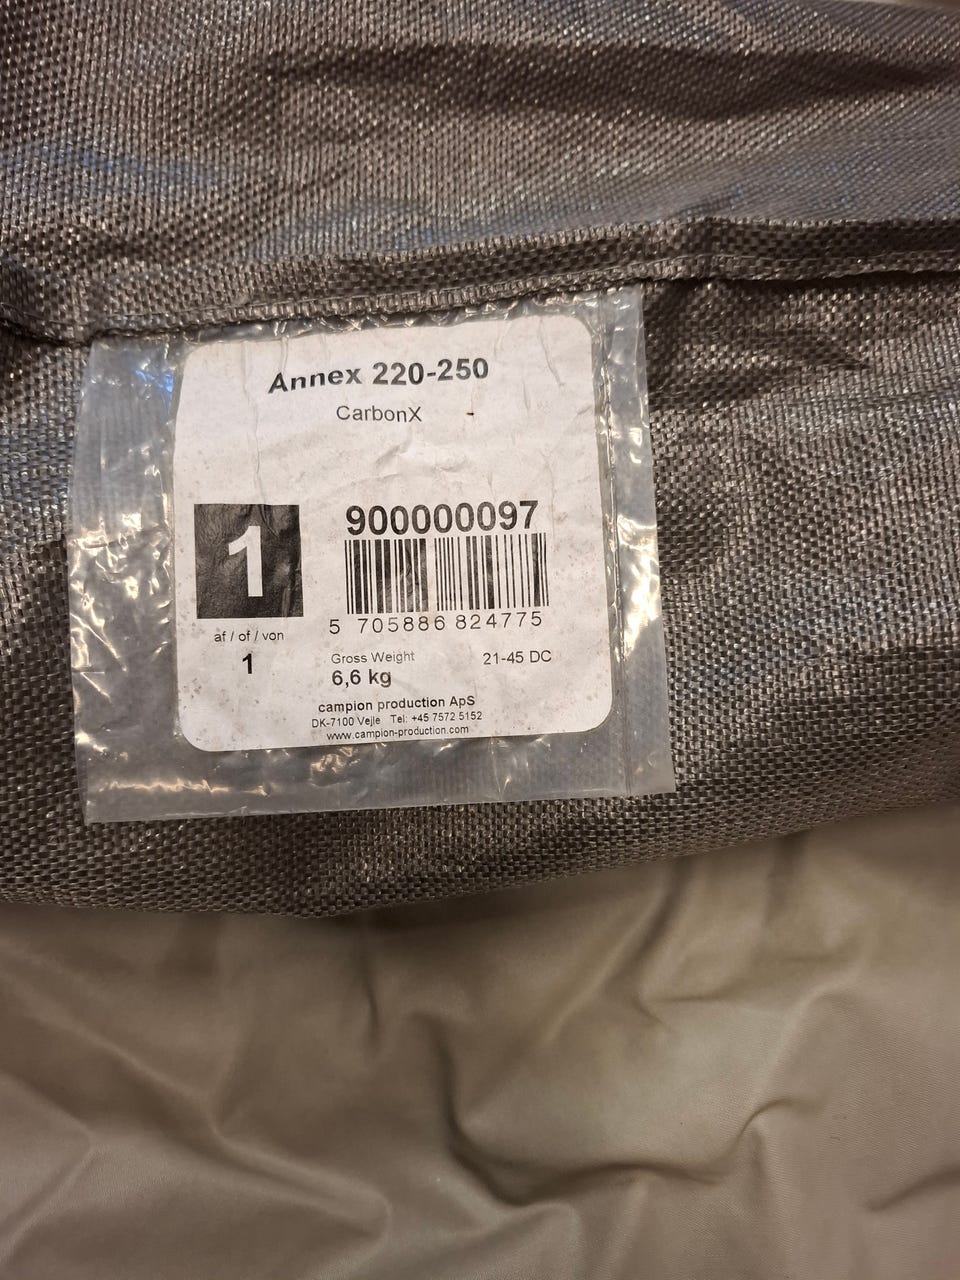 Annex 220-250
CarbonX
1
af / of / von
1
900000097
5 705886 824775
Gross Weight 21-45 DC
6,6 kg
campion production ApS
DK-7100 Vejle Tel: +45 7572 5152
www.campion-production.com